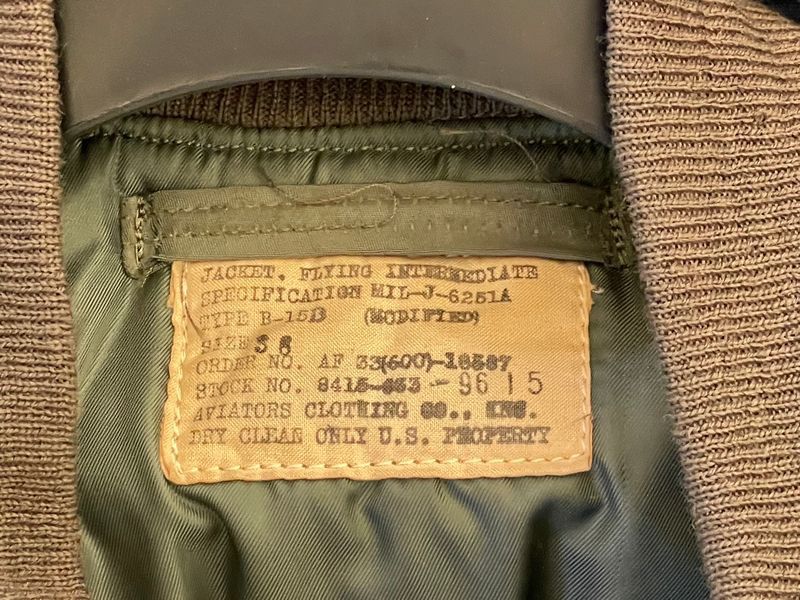 JACKET, FLYING INTERMEDIATE
SPECIFICATION MIL-J-6251A
TYPE B-15D (MODIFIED)
SIZE 38
ORDER NO. AF 33(600)-18587
STOCK NO. 8415-633-9615
AVIATORS CLOTHING CO., INC.
DRY CLEAN ONLY U.S. PROPERTY